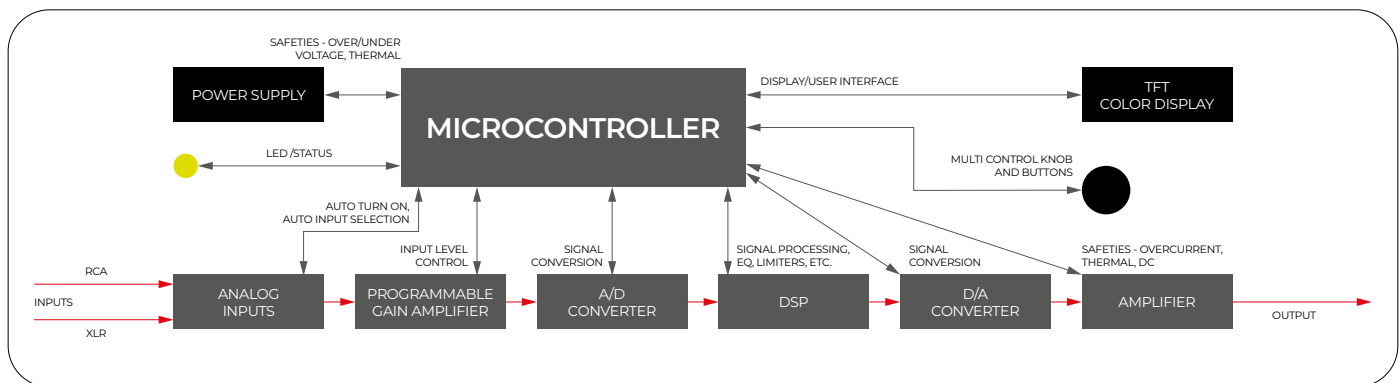 SAFETIES - OVER/UNDER
VOLTAGE, THERMAL
POWER SUPPLY
MICROCONTROLLER
DISPLAY/USER INTERFACE
TFT
COLOR DISPLAY
LED /STATUS
MULTI CONTROL KNOB
AND BUTTONS
AUTO TURN ON,
AUTO INPUT SELECTION
INPUT LEVEL
CONTROL
SIGNAL
CONVERSION
SIGNAL PROCESSING,
EQ, LIMITERS, ETC.
SIGNAL
CONVERSION
SAFETIES - OVERCURRENT,
THERMAL, DC
RCA
INPUTS
XLR
ANALOG
INPUTS
PROGRAMMABLE
GAIN AMPLIFIER
A/D
CONVERTER
DSP
D/A
CONVERTER
AMPLIFIER
OUTPUT